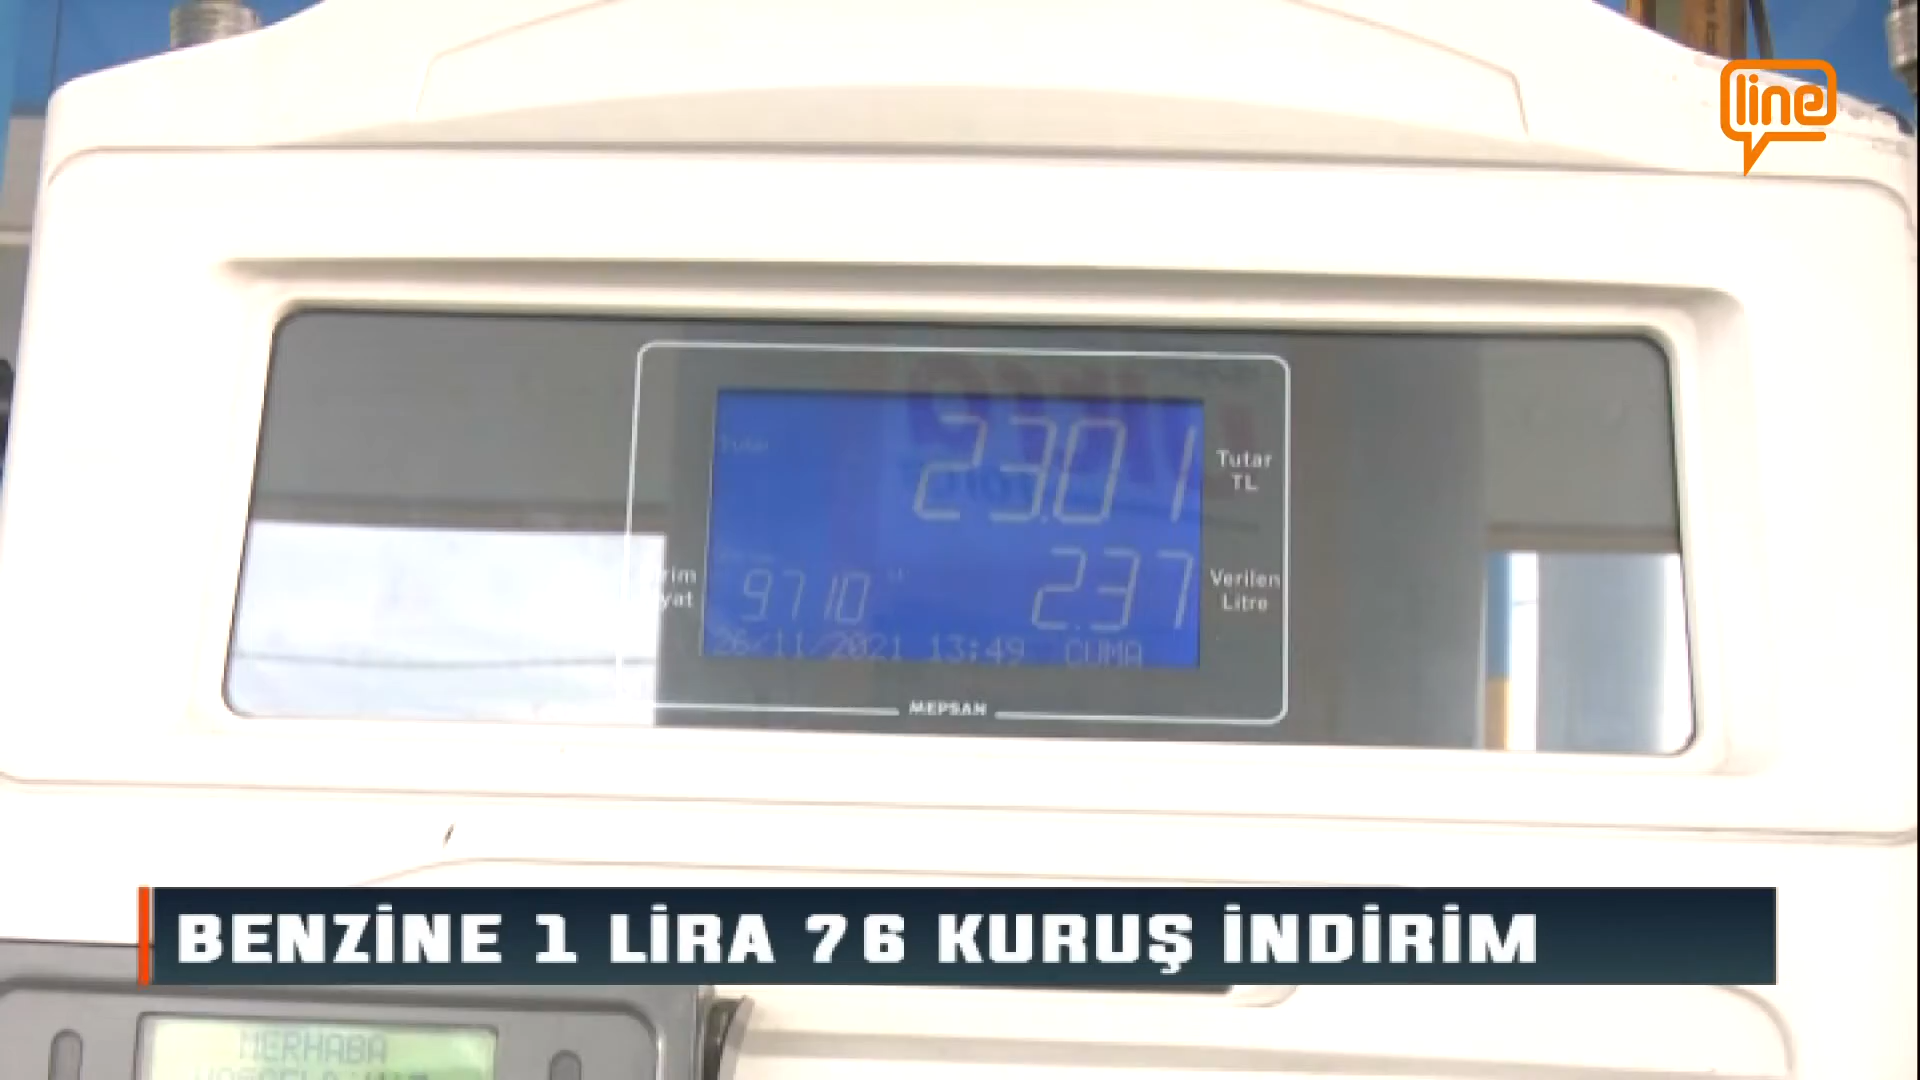 line
23.01
Tutar
TL
9.710
2.37
Verilen
Litre
26/11/2021 13:49 CUMA
MEPSAN
BENZİNE 1 LİRA 76 KURUŞ İNDİRİM
MERHABA